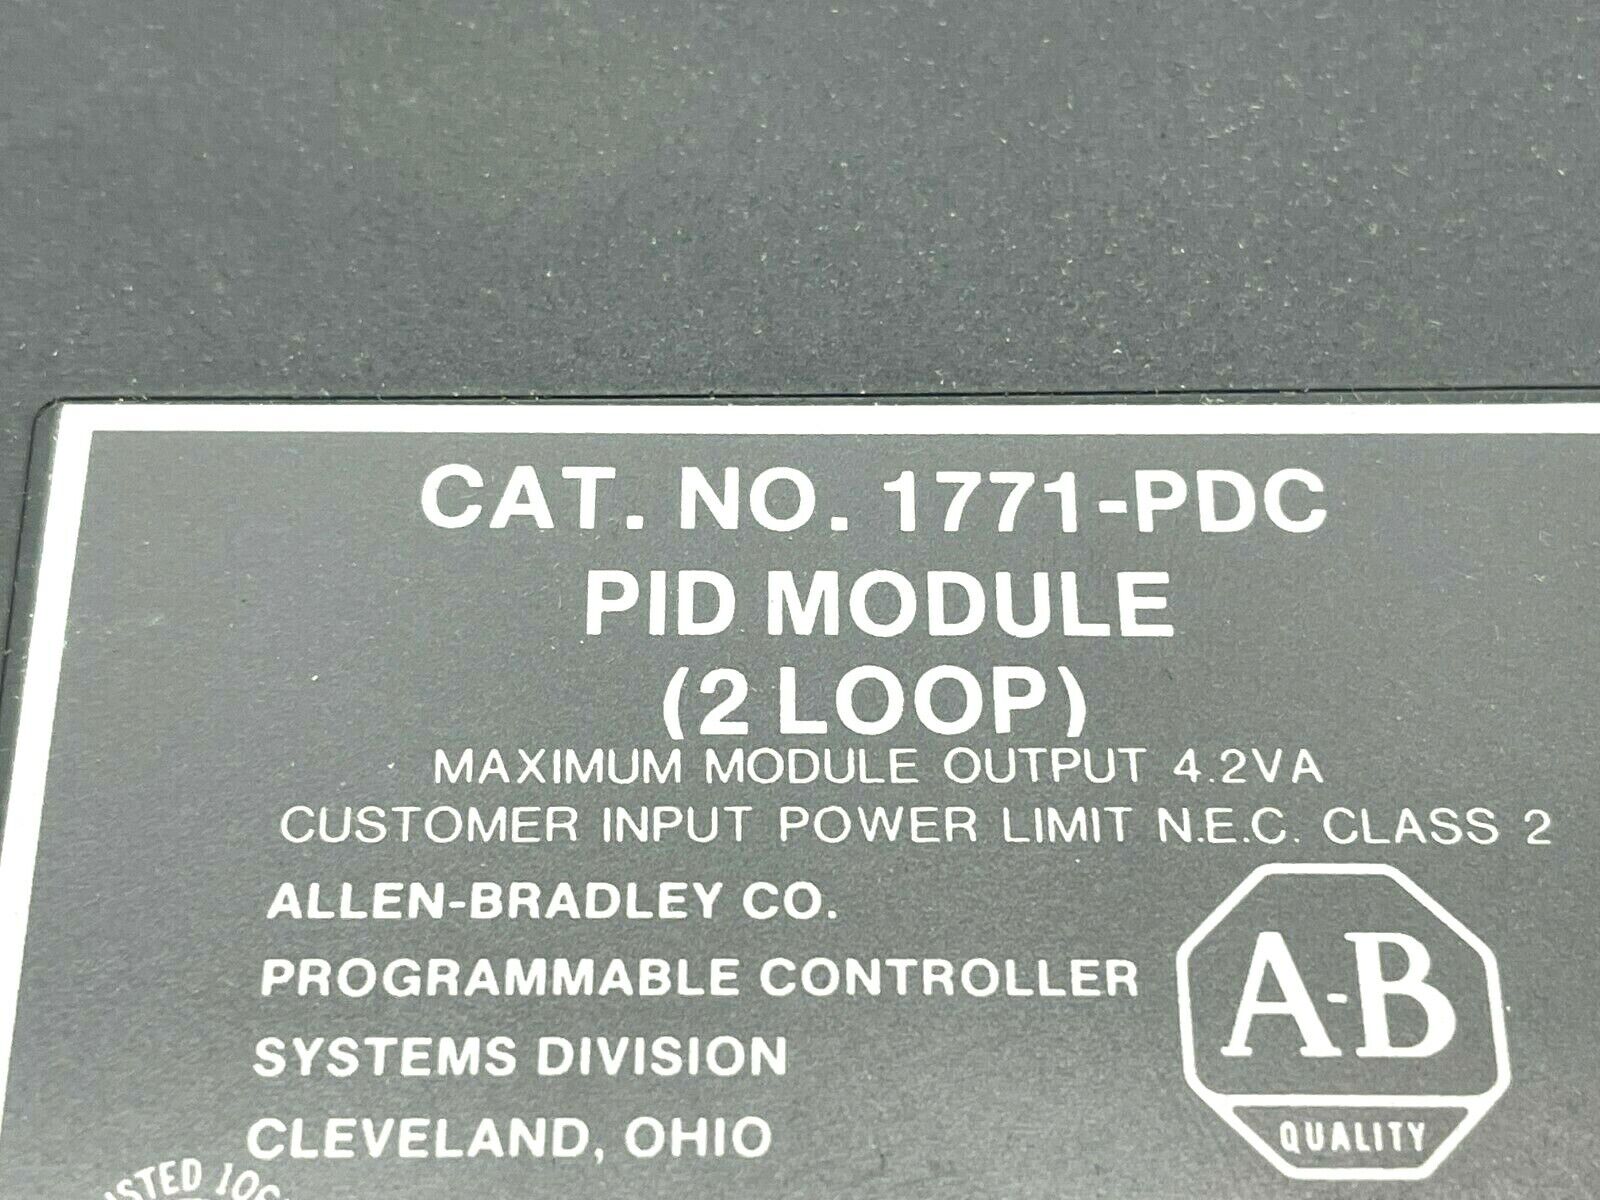 CAT. NO. 1771-PDC
PID MODULE
(2 LOOP)
MAXIMUM MODULE OUTPUT 4.2VA
CUSTOMER INPUT POWER LIMIT N.E.C. CLASS 2
ALLEN-BRADLEY CO.
PROGRAMMABLE CONTROLLER
SYSTEMS DIVISION
CLEVELAND, OHIO
A-B
QUALITY